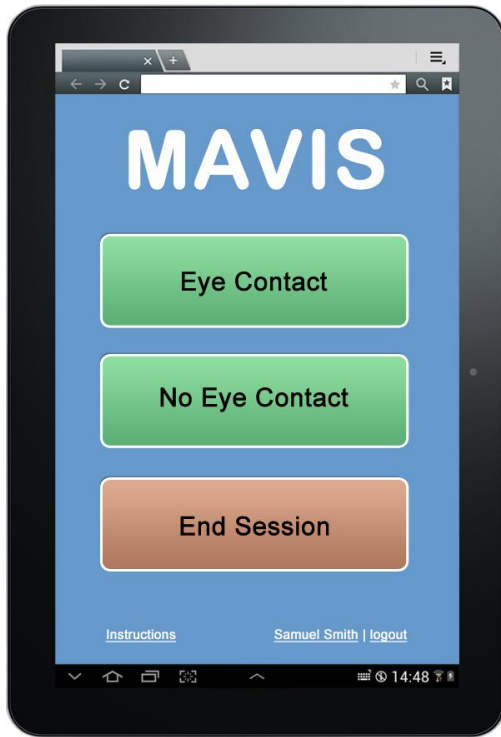 MAVIS
Eye Contact
No Eye Contact
End Session
Instructions Samuel Smith | logout
14:48